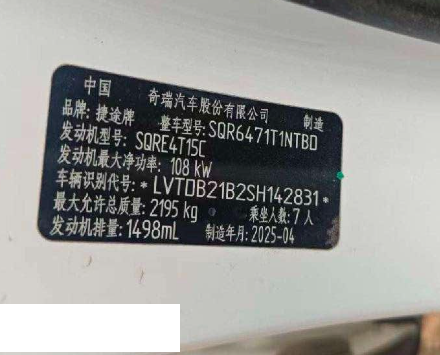 中国 奇瑞汽车股份有限公司 制造
品牌: 捷途牌 整车型号: SQR6471T1NTBD
发动机型号: SQRE4T15C
发动机最大净功率: 108 kW
车辆识别代号: *LVTDB21B2SH142831*
最大允许总质量: 2195 kg 乘坐人数: 7 人
发动机排量: 1498mL 制造年月: 2025-04